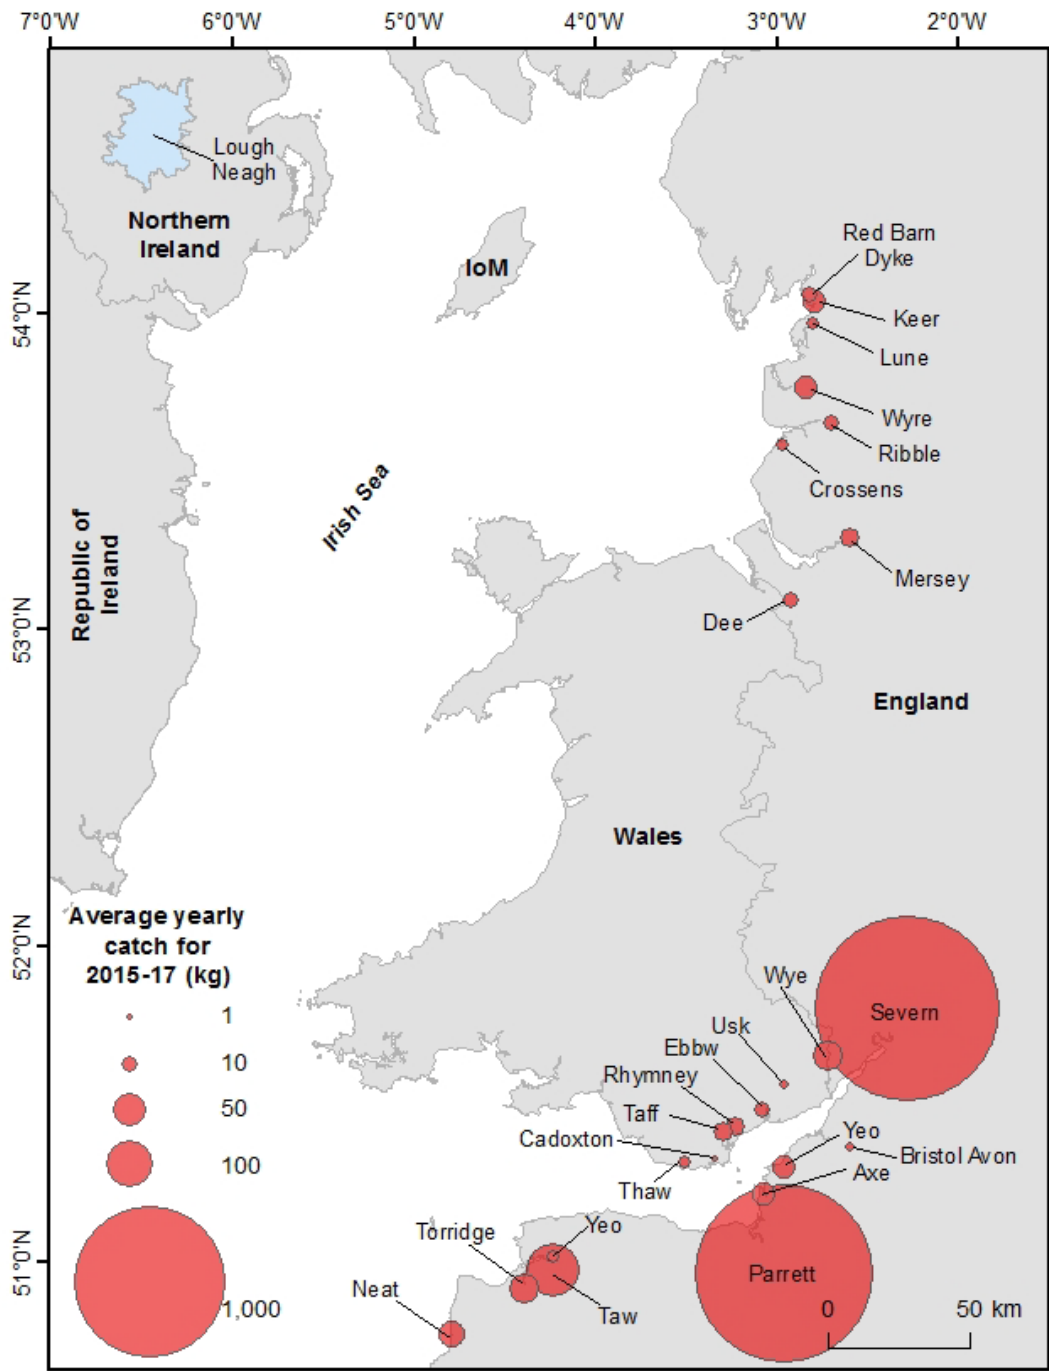 7°0'W
6°0'W
5°0'W
4°0'W
3°0'W
2°0'W
54°0'N
53°0'N
52°0'N
51°0'N
Lough
Neagh
Northern
Ireland
IoM
Red Barn
Dyke
Keer
Lune
Wyre
Ribble
Crossens
Mersey
Dee
Irish Sea
Republic of
Ireland
England
Wales
Average yearly
catch for
2015-17 (kg)
1
10
50
100
1,000
Wye
Severn
Usk
Ebbw
Rhymney
Taff
Cadoxton
Thaw
Yeo
Bristol Avon
Axe
Parrett
Torridge
Yeo
Neat
Taw
0
50 km